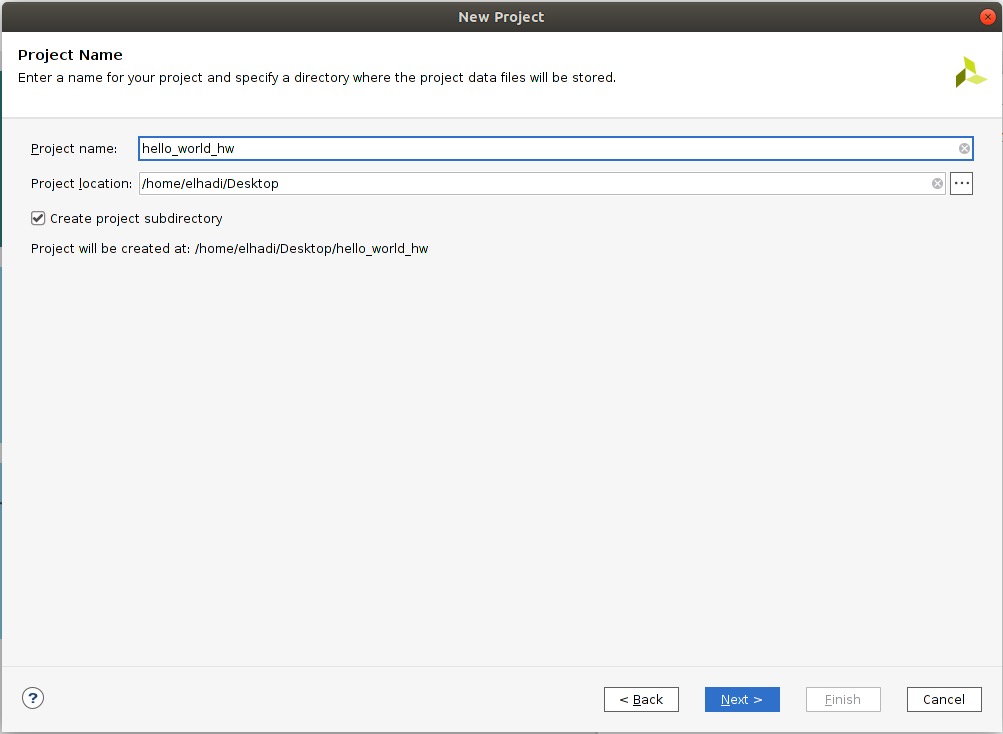 New Project
Project Name
Enter a name for your project and specify a directory where the project data files will be stored.
Project name: hello_world_hw
Project location: /home/elhadi/Desktop ...
Create project subdirectory
Project will be created at: /home/elhadi/Desktop/hello_world_hw
? < Back Next > Finish Cancel